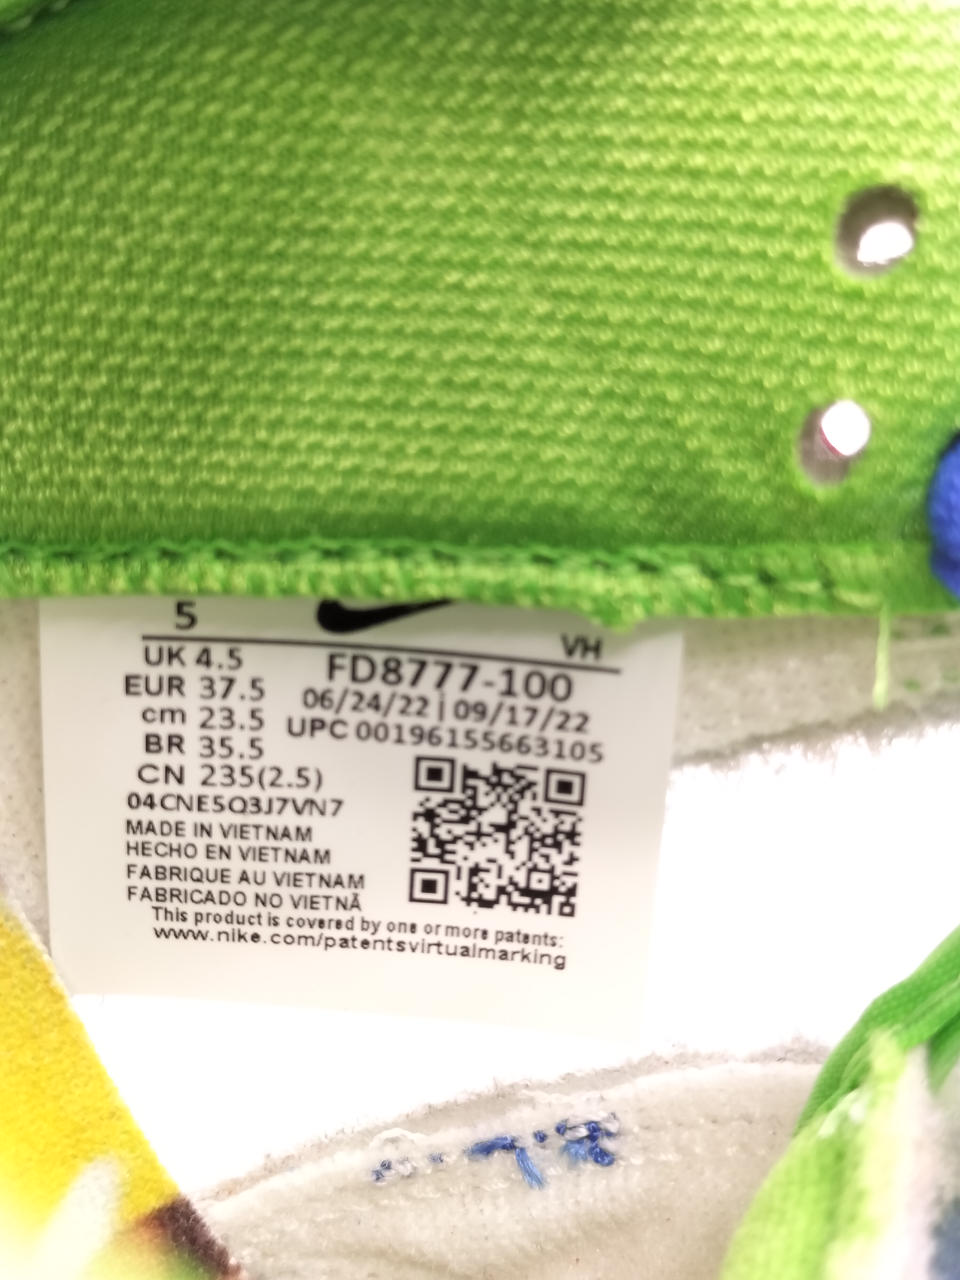 5
VH
UK 4.5
EUR 37.5
cm 23.5
BR 35.5
CN 235(2.5)
FD8777-100
06/24/22 | 09/17/22
UPC 00196155663105
04CNE5Q3J7VN7
MADE IN VIETNAM
HECHO EN VIETNAM
FABRIQUE AU VIETNAM
FABRICADO NO VIETNÃ
This product is covered by one or more patents:
www.nike.com/patentsvirtualmarking